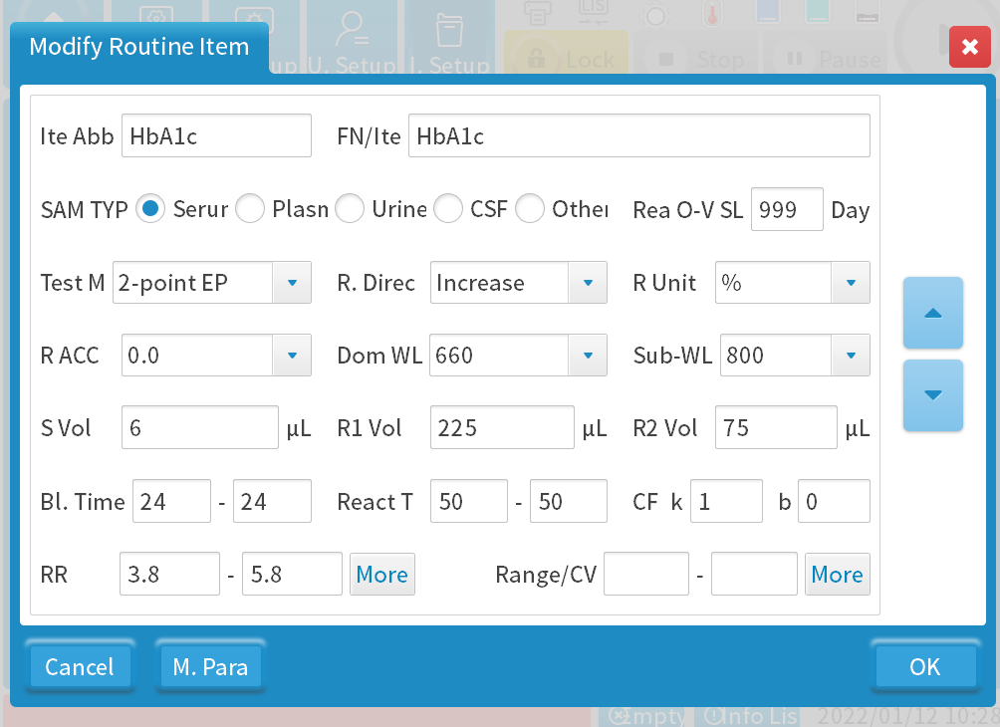 LIS
up U. Setup I. Setup Lock Stop Pause
Modify Routine Item
Ite Abb HbA1c FN/Ite HbA1c
SAM TYP Serur Plasn Urine CSF Other Rea O-V SL 999 Day
Test M 2-point EP R. Direc Increase R Unit %
R ACC 0.0 Dom WL 660 Sub-WL 800
S Vol 6 µL R1 Vol 225 µL R2 Vol 75 µL
Bl. Time 24 - 24 React T 50 - 50 CF k 1 b 0
RR 3.8 - 5.8 More Range/CV - More
Cancel M. Para OK
Empty Info Lis 2022/01/12 10:28